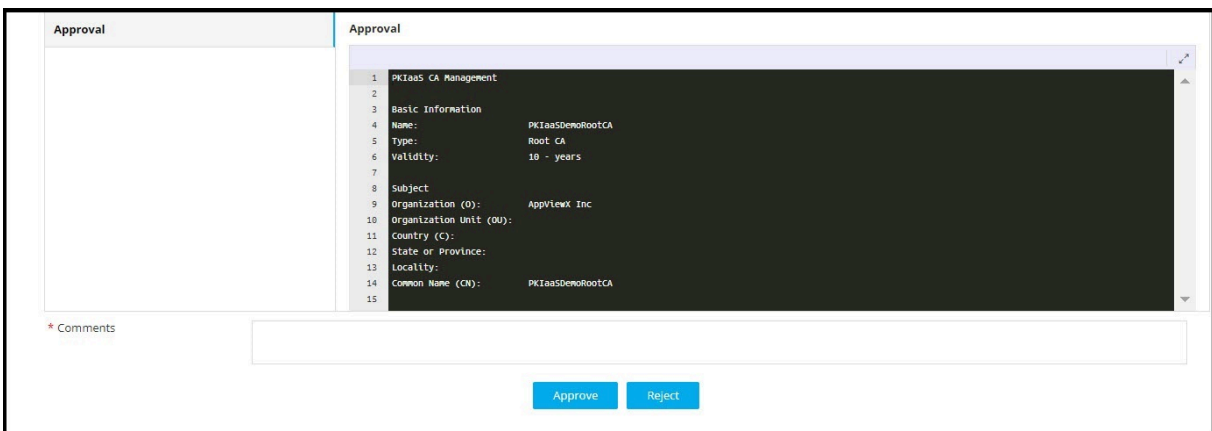 Approval
Approval
1 PKIaaS CA Management
2
3 Basic Information
4 Name: PKIaaSDemoRootCA
5 Type: Root CA
6 Validity: 10 - years
7
8 Subject
9 Organization (O): AppViewX Inc
10 Organization Unit (OU):
11 Country (C):
12 State or Province:
13 Locality:
14 Common Name (CN): PKIaaSDemoRootCA
15
* Comments
Approve Reject